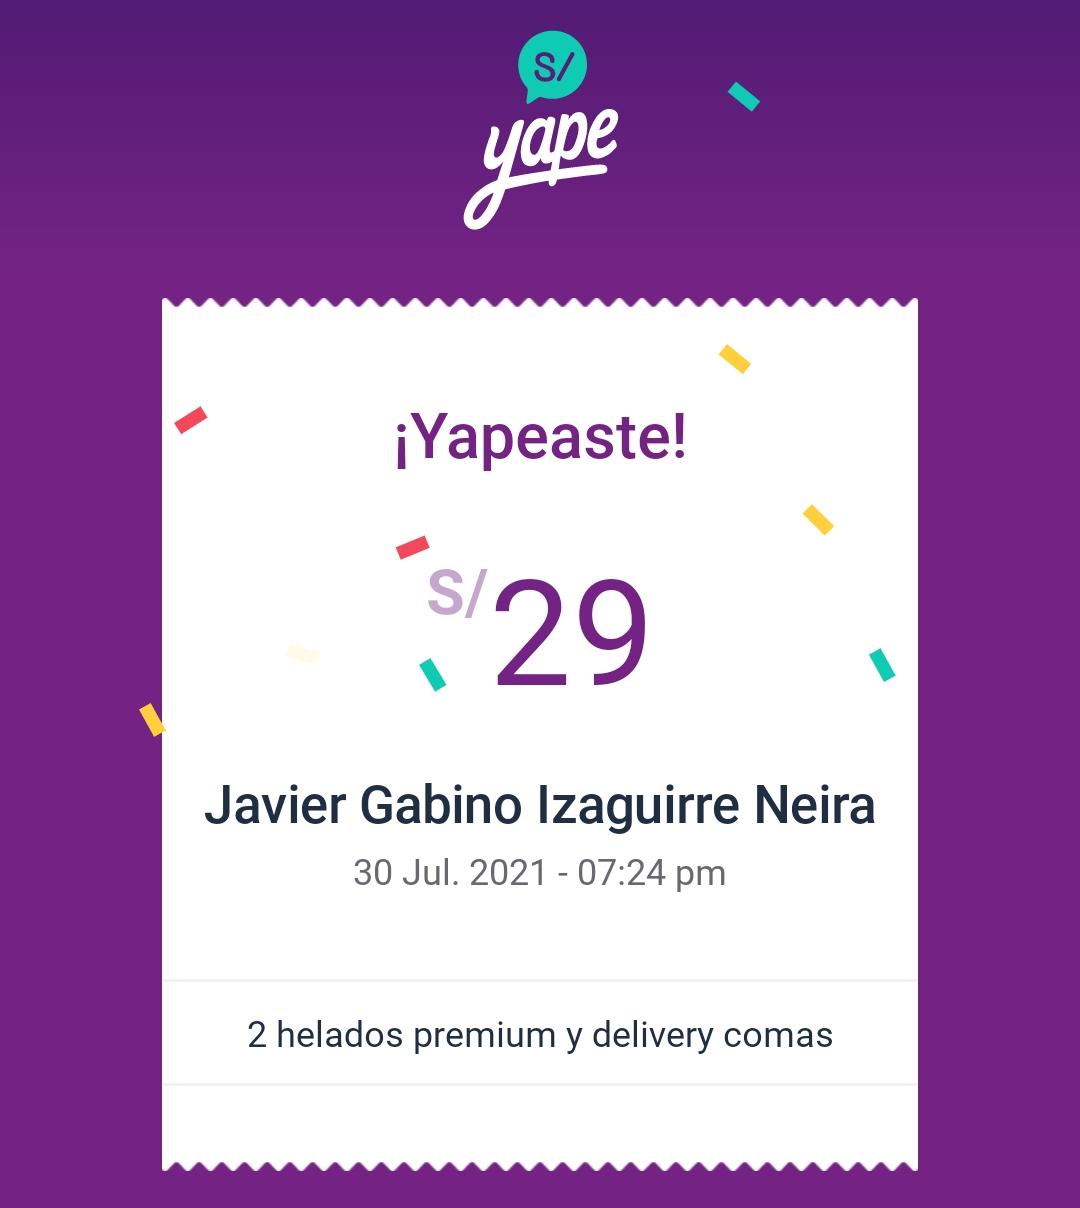 S/
yape
¡Yapeaste!
S/29
Javier Gabino Izaguirre Neira
30 Jul. 2021 - 07:24 pm
2 helados premium y delivery comas